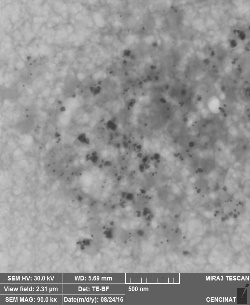 SEM HV: 30.0 kV WD: 5.69 mm MIRA3 TESCAN
View field: 2.31 µm Det: TE-BF 500 nm
SEM MAG: 90.0 kx Date(m/d/y): 08/24/16 CENCINAT